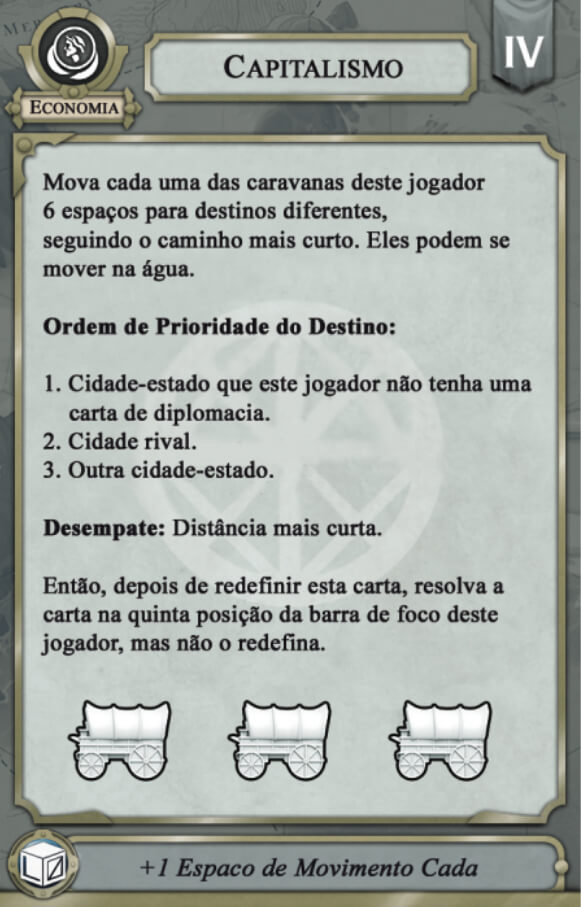 IV
CAPITALISMO
ECONOMIA
Mova cada uma das caravanas deste jogador
6 espaços para destinos diferentes,
seguindo o caminho mais curto. Eles podem se
mover na água.
Ordem de Prioridade do Destino:
1. Cidade-estado que este jogador não tenha uma
carta de diplomacia.
2. Cidade rival.
3. Outra cidade-estado.
Desempate: Distância mais curta.
Então, depois de redefinir esta carta, resolva a
carta na quinta posição da barra de foco deste
jogador, mas não o redefina.
+1 Espaco de Movimento Cada